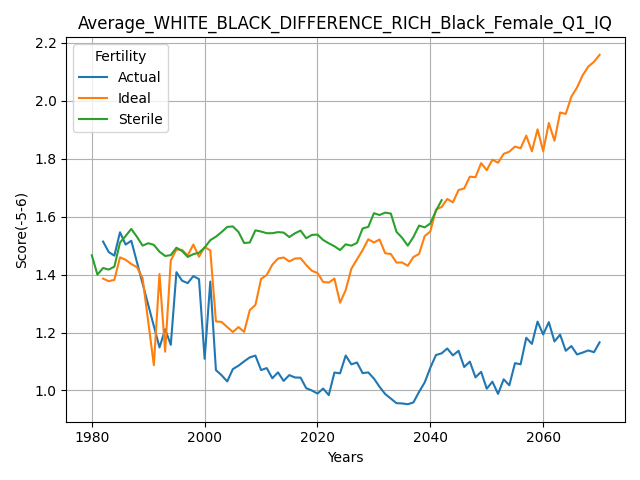 Average_WHITE_BLACK_DIFFERENCE_RICH_Black_Female_Q1_IQ
Fertility
Actual
Ideal
Sterile
Score(-5-6)
2.2
2.0
1.8
1.6
1.4
1.2
1.0
1980
2000
2020
2040
2060
Years